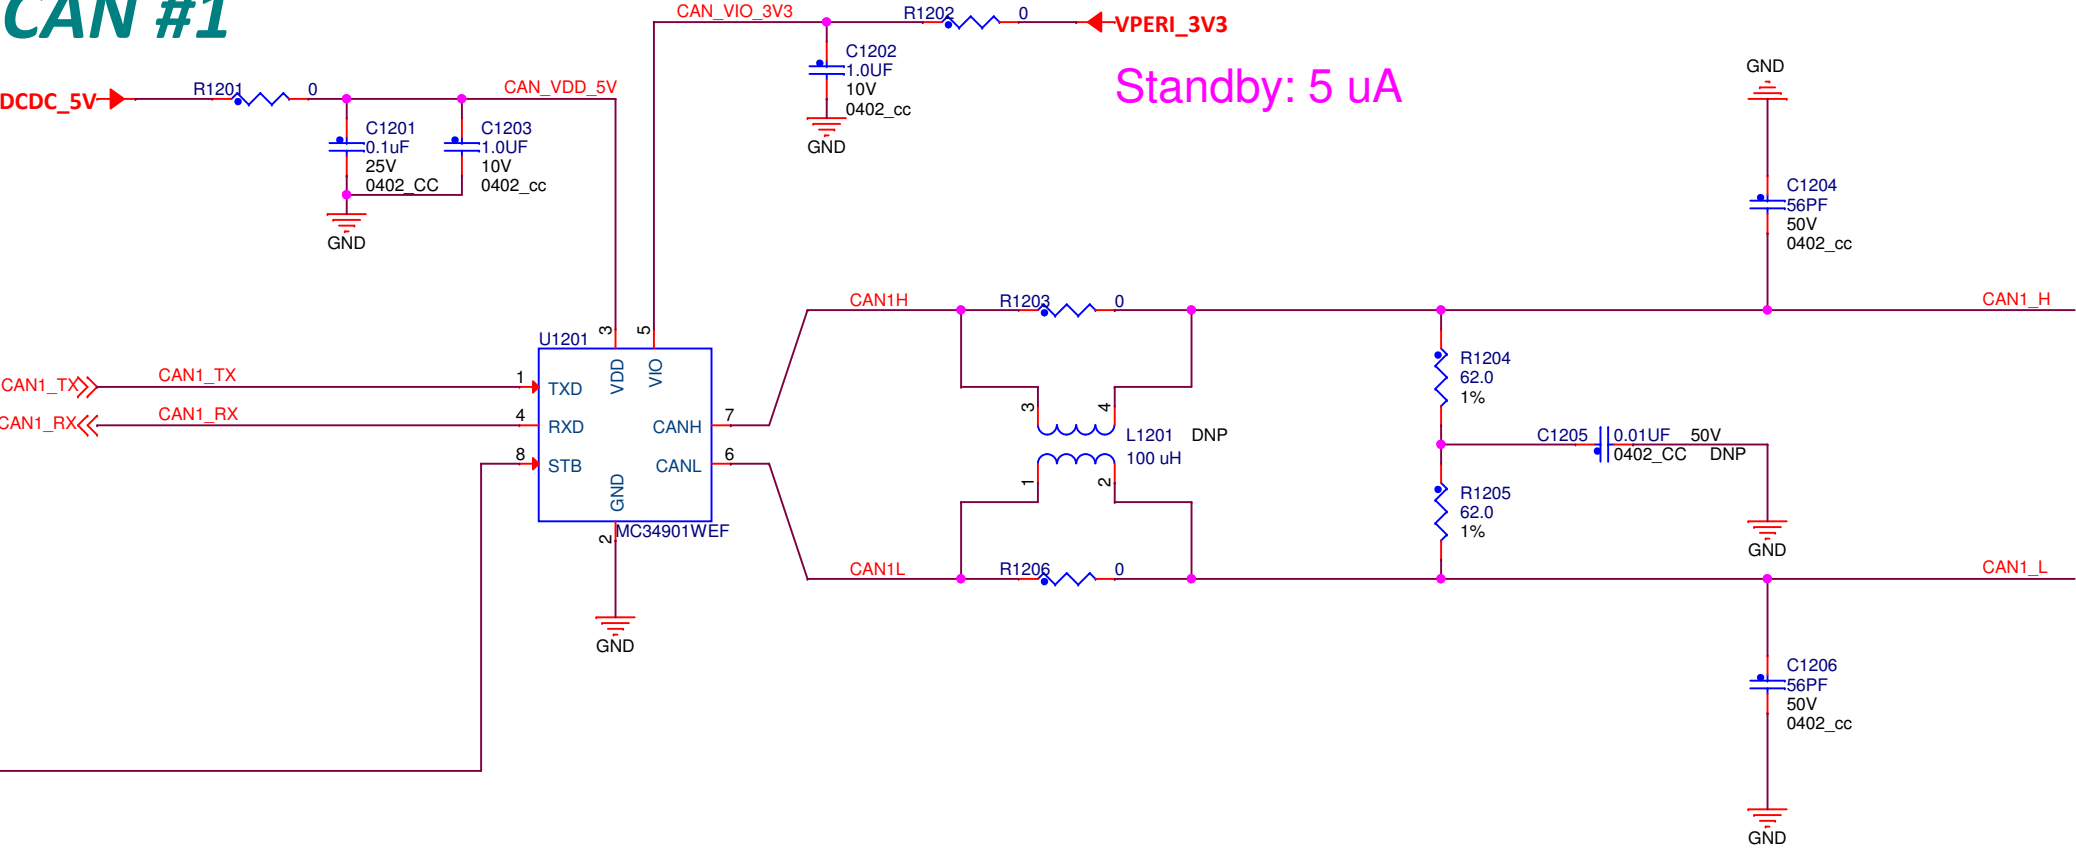 CAN #1
CAN_VIO_3V3
R1202
0
VPERI_3V3
C1202
1.0UF
10V
0402_cc
GND
Standby: 5 uA
DCDC_5V
R1201
0
CAN_VDD_5V
C1201
0.1uF
25V
0402_CC
C1203
1.0UF
10V
0402_cc
GND
GND
C1204
56PF
50V
0402_cc
CAN1H
R1203
0
CAN1_H
U1201
3
5
VDD
VIO
CAN1_TX
CAN1_TX
1
TXD
CAN1_RX
CAN1_RX
4
RXD
CANH
7
8
STB
CANL
6
GND
MC34901WEF
2
GND
3
4
L1201 DNP
100 uH
1
2
R1204
62.0
1%
C1205
0.01UF 50V
0402_CC DNP
GND
R1205
62.0
1%
CAN1L
R1206
0
CAN1_L
C1206
56PF
50V
0402_cc
GND